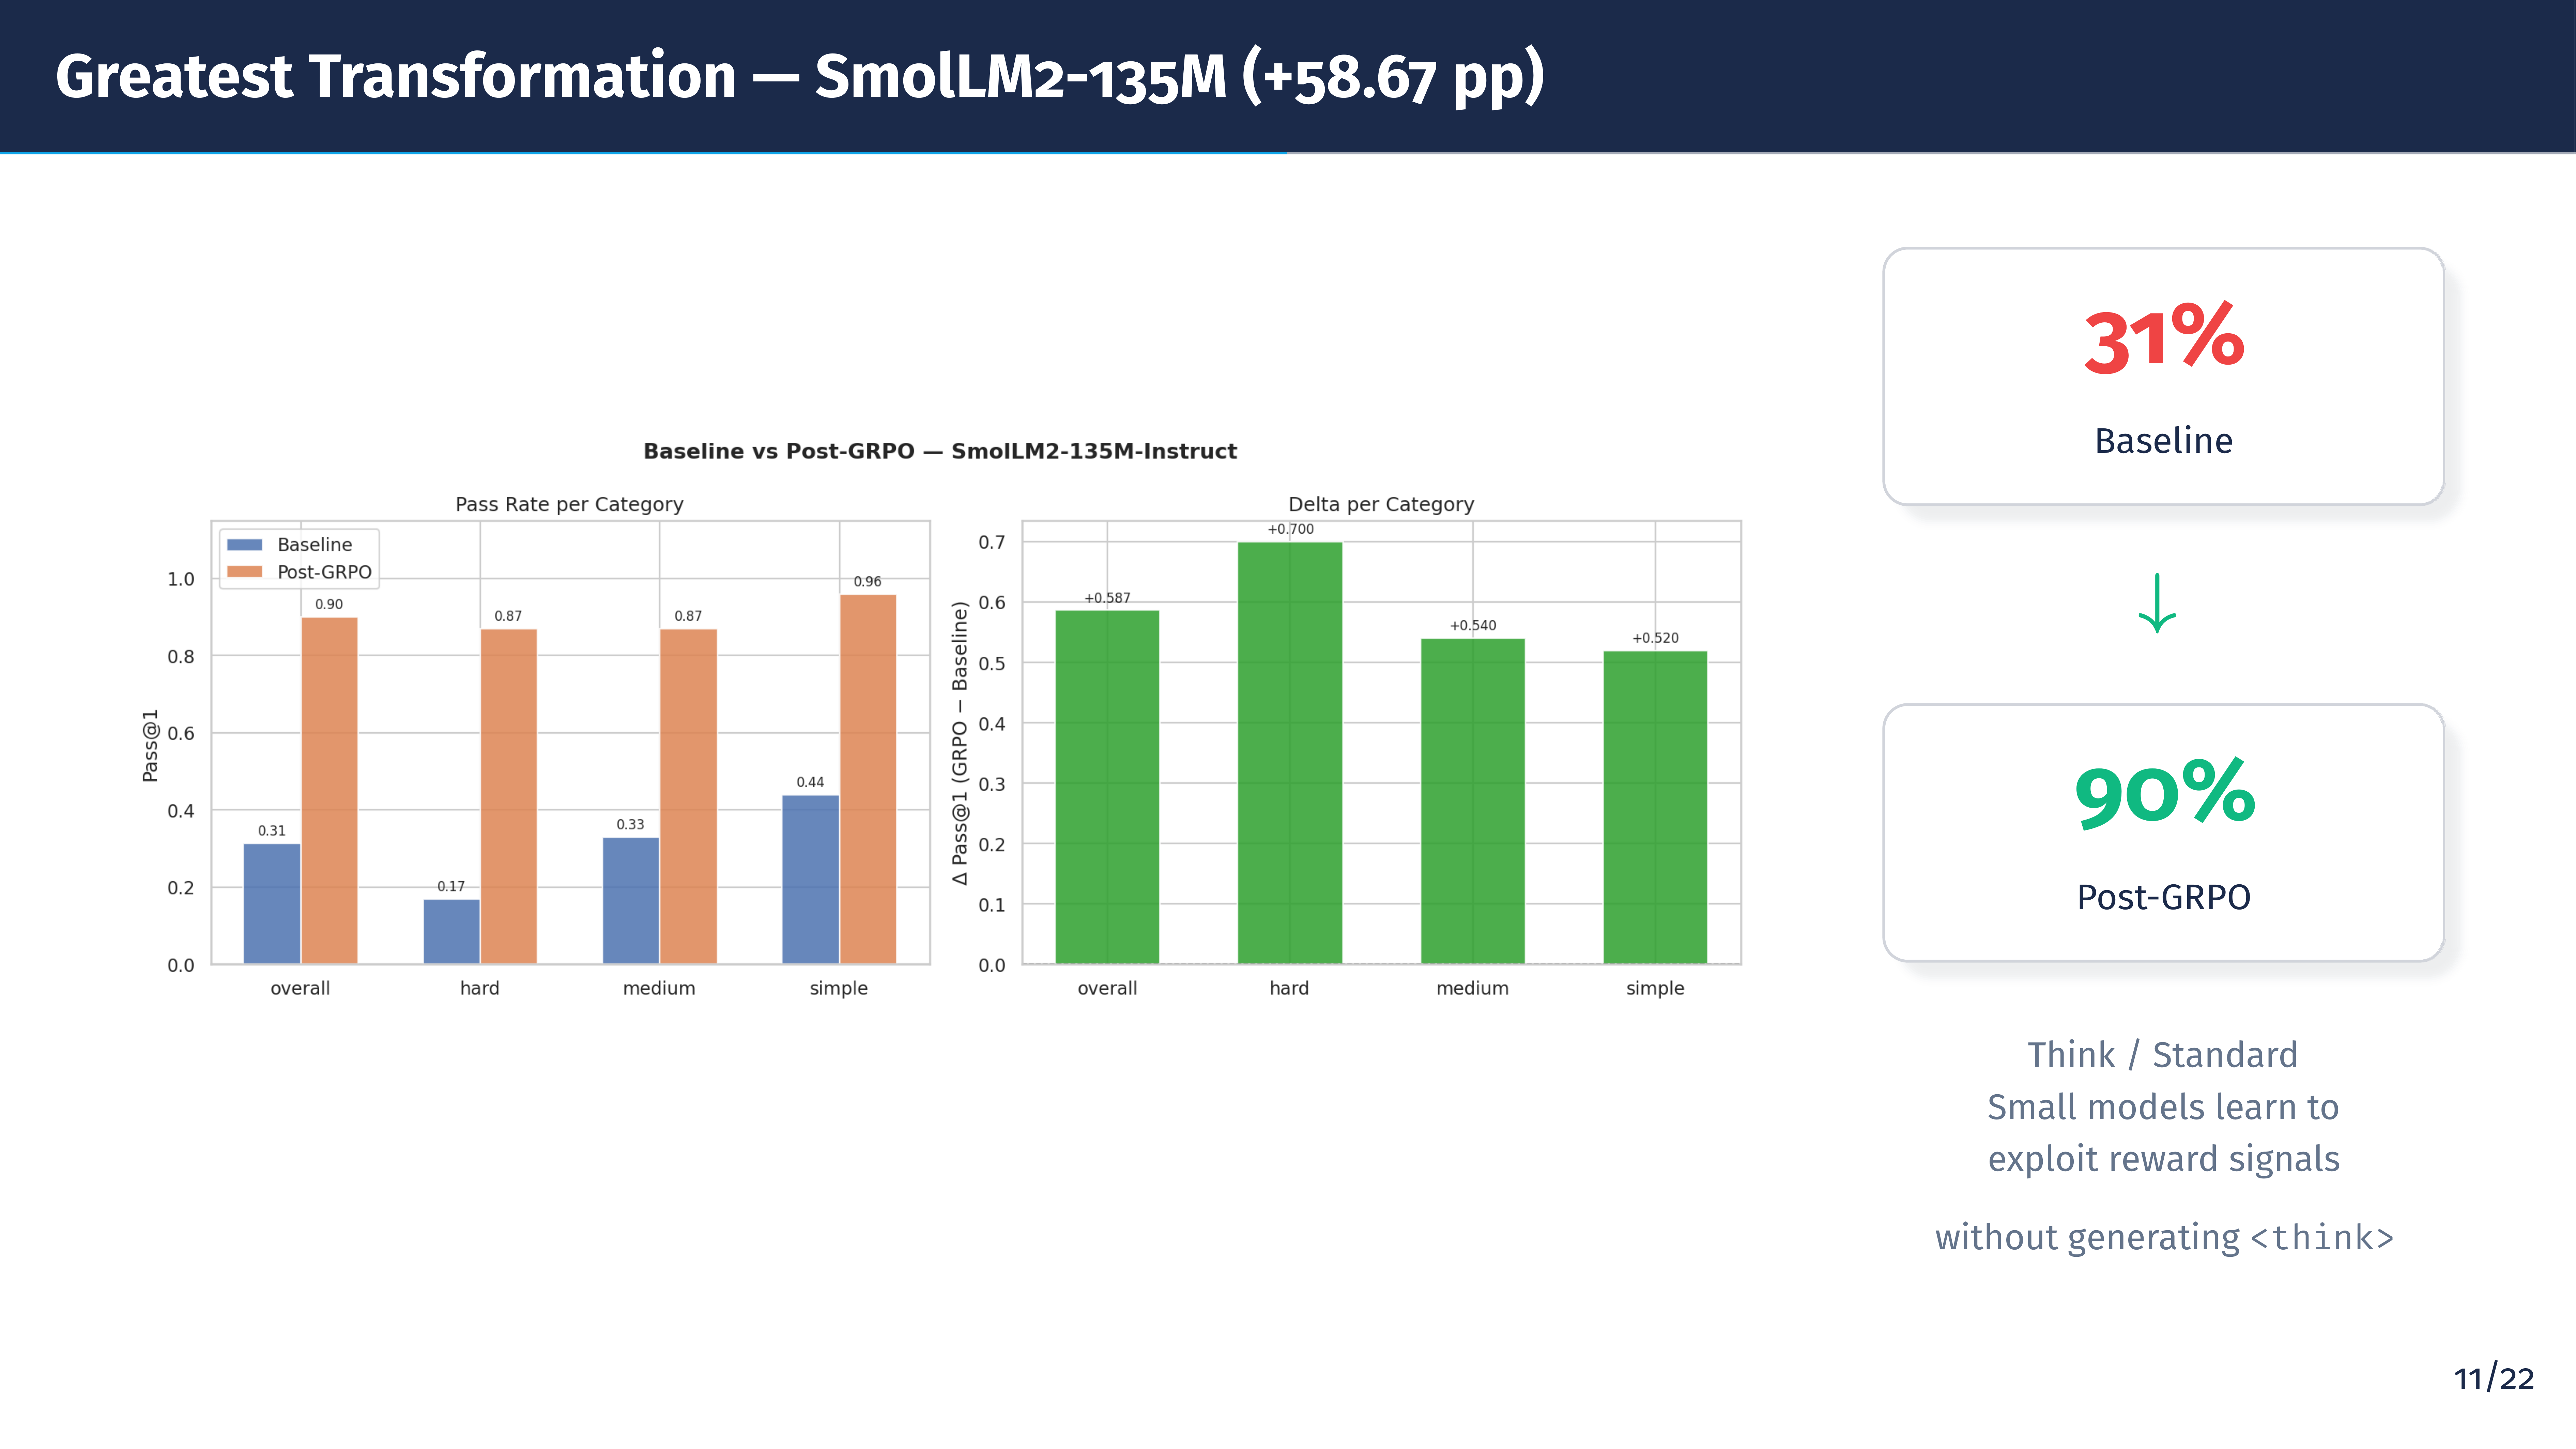 Greatest Transformation — SmolLM2-135M (+58.67 pp)
Baseline vs Post-GRPO — SmolLM2-135M-Instruct
Pass Rate per Category
Baseline
Post-GRPO
Pass@1
1.0
0.8
0.6
0.4
0.2
0.0
0.31
0.90
0.17
0.87
0.33
0.87
0.44
0.96
overall
hard
medium
simple
Delta per Category
Δ Pass@1 (GRPO − Baseline)
0.7
0.6
0.5
0.4
0.3
0.2
0.1
0.0
+0.587
+0.700
+0.540
+0.520
overall
hard
medium
simple
31%
Baseline
↓
90%
Post-GRPO
Think / Standard
Small models learn to
exploit reward signals
without generating <think>
11/22